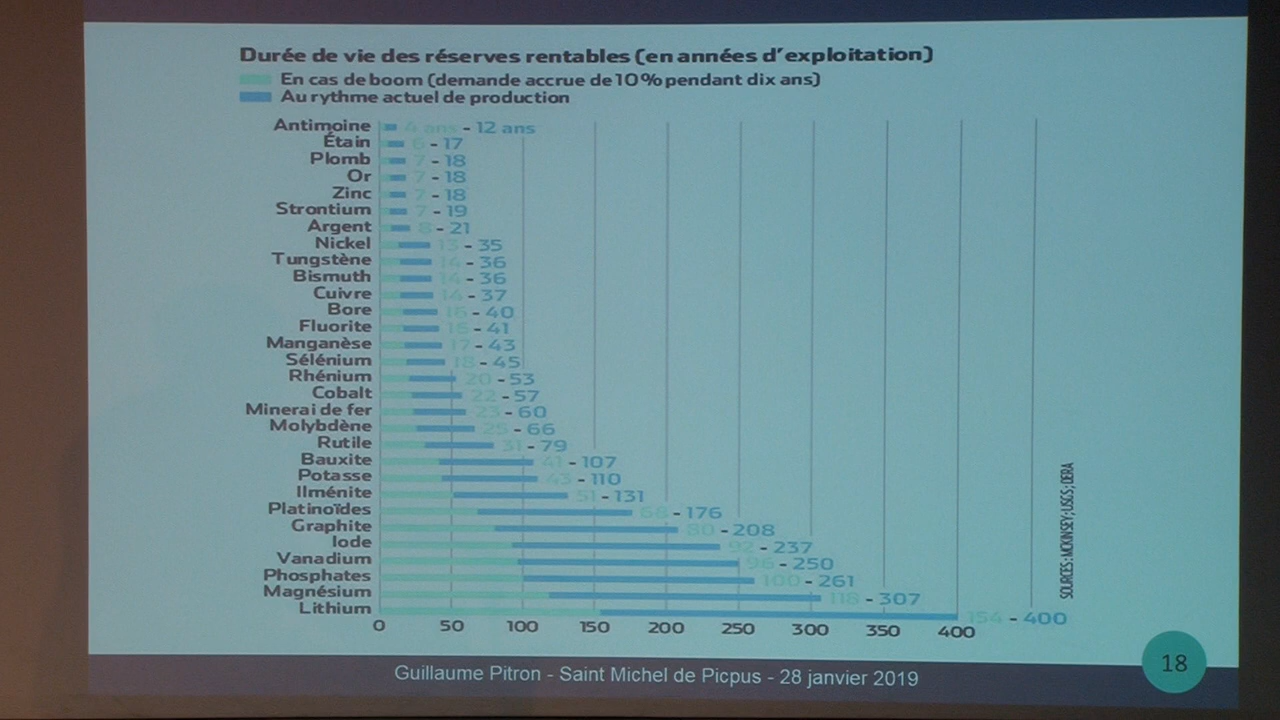 Durée de vie des réserves rentables (en années d'exploitation)
En cas de boom (demande accrue de 10% pendant dix ans)
Au rythme actuel de production
Antimoine 4 ans - 12 ans
Étain 6 - 17
Plomb 7 - 18
Or 7 - 18
Zinc 7 - 18
Strontium 7 - 19
Argent 8 - 21
Nickel 13 - 35
Tungstène 14 - 36
Bismuth 14 - 36
Cuivre 14 - 37
Bore 16 - 40
Fluorite 16 - 41
Manganèse 17 - 43
Sélénium 18 - 45
Rhénium 20 - 53
Cobalt 22 - 57
Minerai de fer 23 - 60
Molybdène 25 - 66
Rutile 31 - 79
Bauxite 41 - 107
Potasse 43 - 110
Ilménite 51 - 131
Platinoïdes 68 - 176
Graphite 80 - 208
Iode 92 - 237
Vanadium 96 - 250
Phosphates 100 - 261
Magnésium 118 - 307
Lithium 154 - 400
0 50 100 150 200 250 300 350 400
SOURCES : MCKINSEY; USGS; DERA
Guillaume Pitron - Saint Michel de Picpus - 28 janvier 2019
18